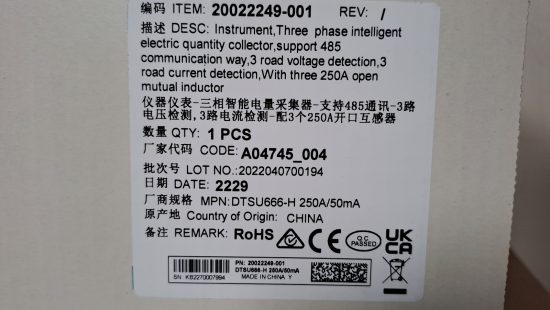 编码 ITEM: 20022249-001 REV: /
描述 DESC: Instrument,Three phase intelligent
electric quantity collector,support 485
communication way,3 road voltage detection,3
road current detection,With three 250A open
mutual inductor
仪器仪表-三相智能电量采集器-支持485通讯-3路
电压检测,3路电流检测-配3个250A开口互感器
数量 QTY: 1 PCS
厂家代码 CODE: A04745_004
批次号 LOT NO.:2022040700194
日期 DATE: 2229
厂商规格 MPN:DTSU666-H 250A/50mA
原产地 Country of Origin: CHINA
备注 REMARK: RoHS CE Q.C PASSED UK CA
PN: 20022249-001
DTSU666-H 250A/50mA
SN KB2270007994 MADE IN CHINA Y